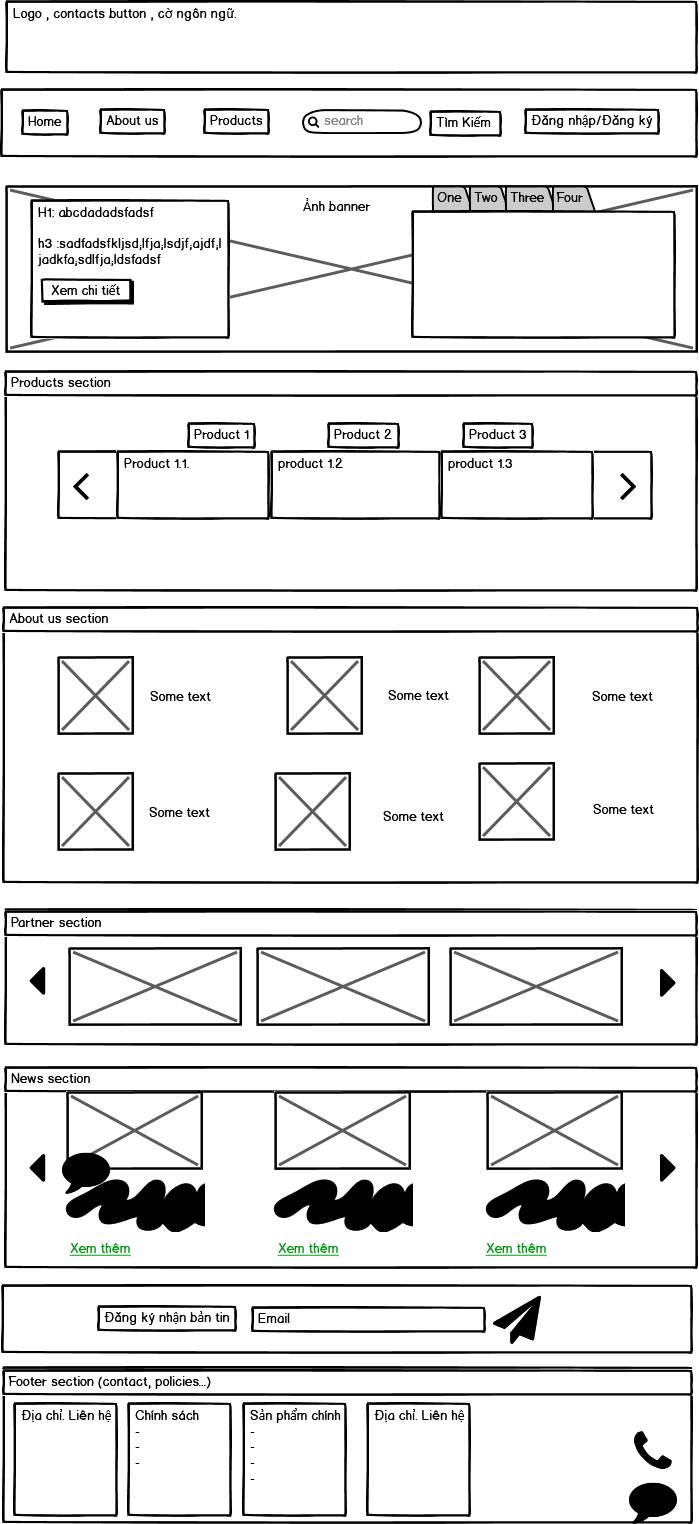 Logo , contacts button , cờ ngôn ngữ.
Home
About us
Products
search
Tìm Kiếm
Đăng nhập/Đăng ký
H1: abcdadadsfadsf
h3 :sadfadsfkljsd;lfja;lsdjf;ajdf;l
jadkfa;sdlfja;ldsfadsf
Xem chi tiết
Ảnh banner
One Two Three Four
Products section
Product 1
Product 2
Product 3
Product 1.1.
product 1.2
product 1.3
About us section
Some text
Some text
Some text
Some text
Some text
Some text
Partner section
News section
Xem thêm
Xem thêm
Xem thêm
Đăng ký nhận bản tin
Email
Footer section (contact, policies...)
Địa chỉ. Liên hệ
Chính sách
-
-
-
Sản phẩm chính
-
-
-
-
Địa chỉ. Liên hệ